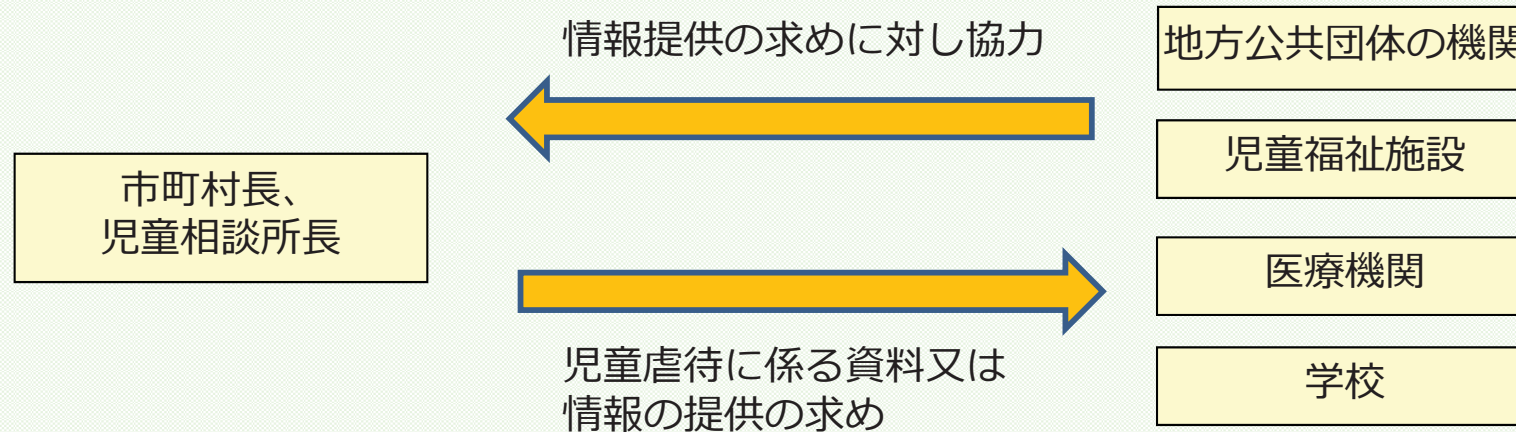 情報提供の求めに対し協力
地方公共団体の機関
児童福祉施設
市町村長、
児童相談所長
医療機関
児童虐待に係る資料又は
情報の提供の求め
学校